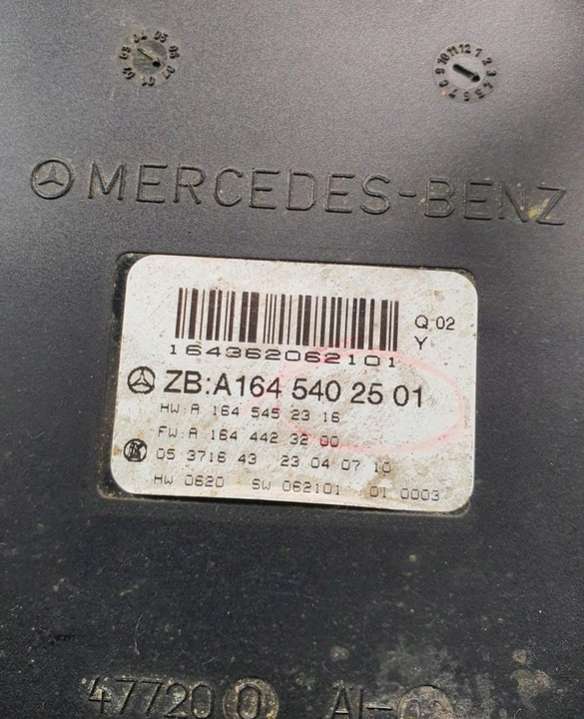 MERCEDES-BENZ
Q 02
Y
164362062101
ZB:A164 540 25 01
HW:A 164 545 23 16
FW:A 164 442 32 00
05 3716 43 23 04 07 10
HW 0620 SW 062101 01 0003
47720